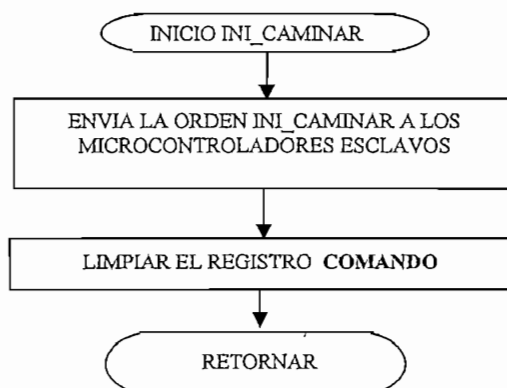 INICIO INI_CAMINAR
ENVIA LA ORDEN INI_CAMINAR A LOS
MICROCONTROLADORES ESCLAVOS
LIMPIAR EL REGISTRO COMANDO
RETORNAR